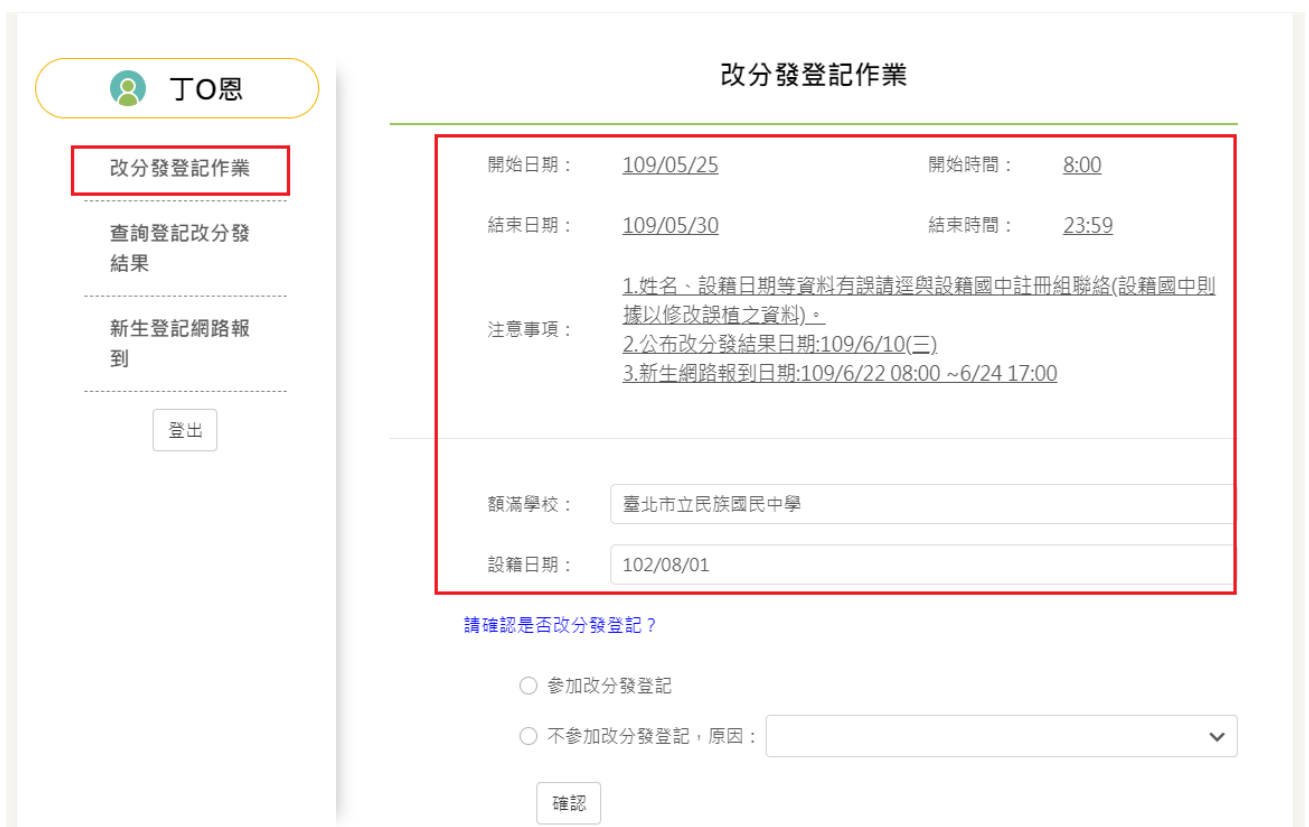 丁O恩
改分發登記作業
查詢登記改分發
結果
新生登記網路報
到
登出
改分發登記作業
開始日期： 109/05/25 開始時間： 8:00
結束日期： 109/05/30 結束時間： 23:59
注意事項：
1.姓名、設籍日期等資料有誤請逕與設籍國中註冊組聯絡(設籍國中則
據以修改誤植之資料)。
2.公布改分發結果日期:109/6/10(三)
3.新生網路報到日期:109/6/22 08:00 ~6/24 17:00
額滿學校： 臺北市立民族國民中學
設籍日期： 102/08/01
請確認是否改分發登記？
參加改分發登記
不參加改分發登記，原因：
確認